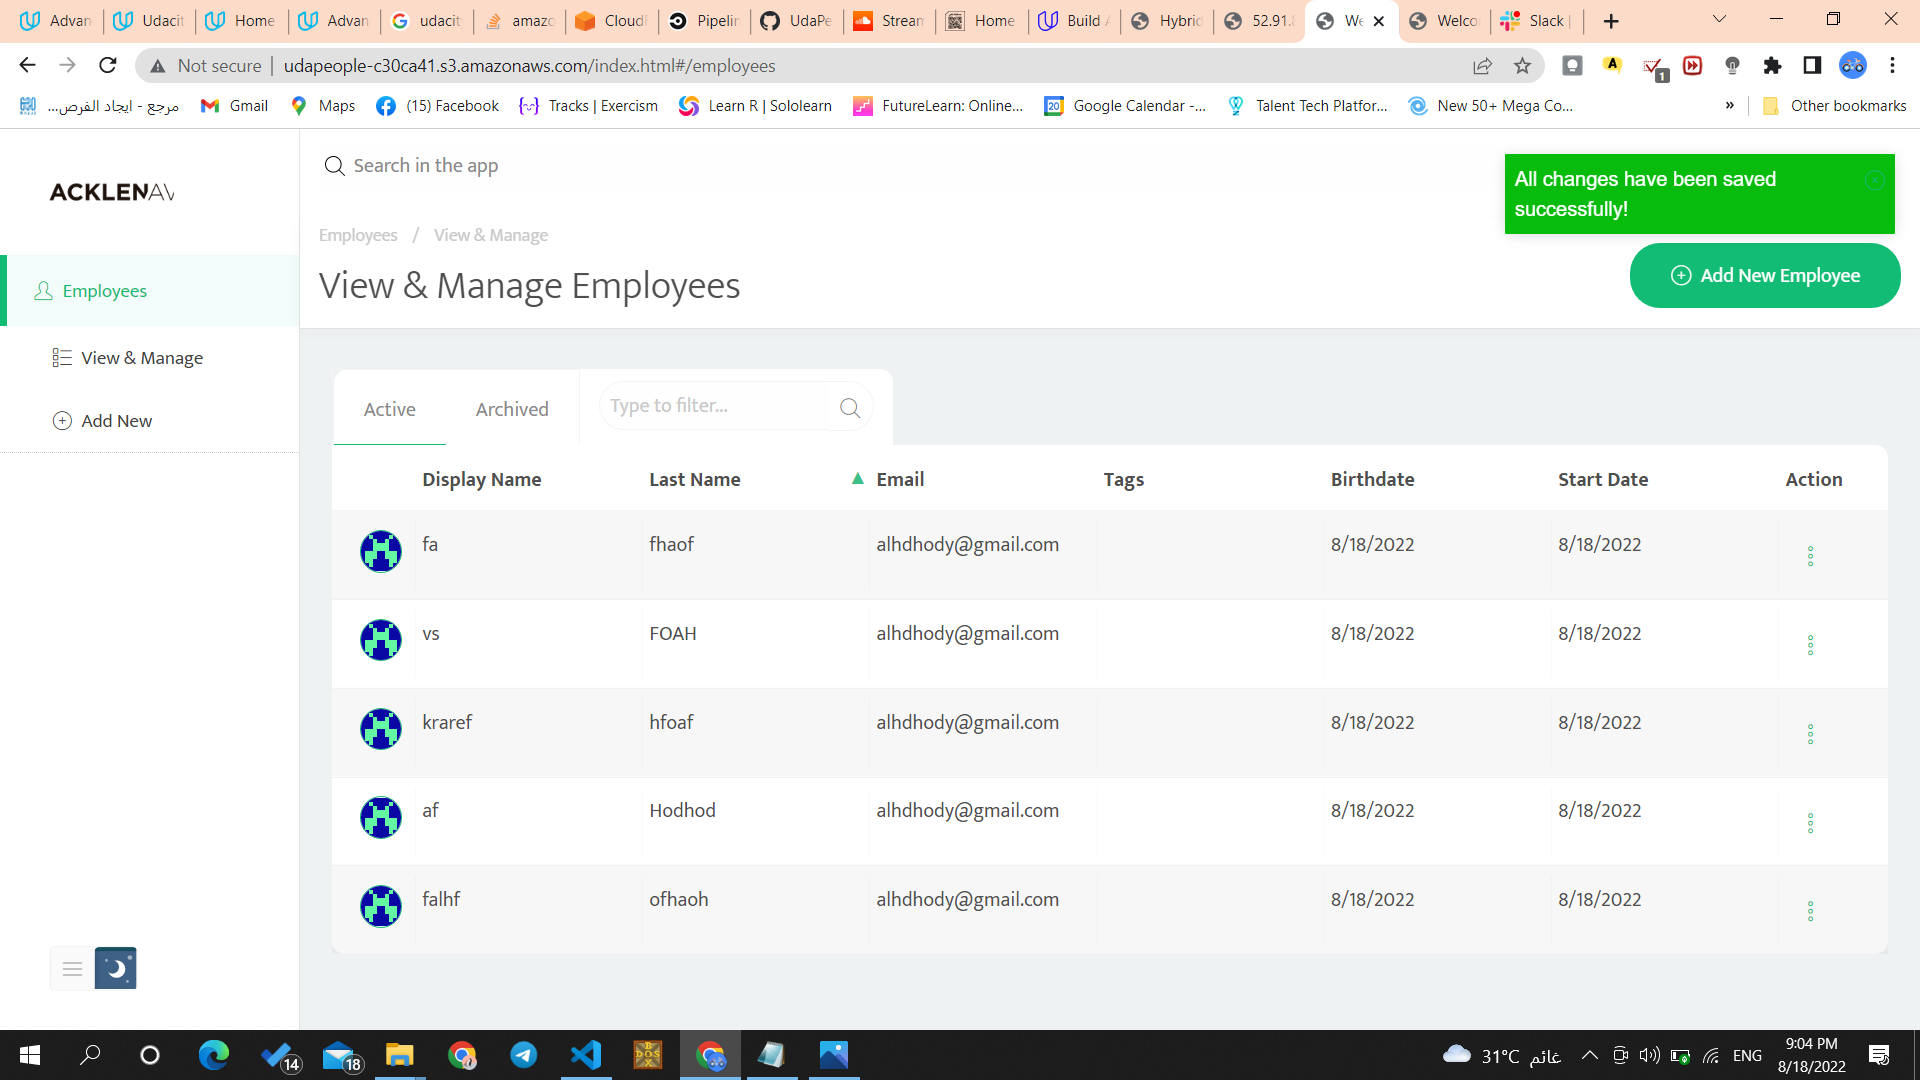 Advan
Udacit
Home
Advan
udacit
amazo
CloudF
Pipelin
UdaPe
Stream
Home
Build A
Hybric
52.91.8
We
Welco
Slack |
Not secure | udapeople-c30ca41.s3.amazonaws.com/index.html#/employees
1
مرجع - ايجاد الفرص...
Gmail
Maps
(15) Facebook
Tracks | Exercism
Learn R | Sololearn
FutureLearn: Online...
Google Calendar -...
Talent Tech Platfor...
New 50+ Mega Co...
»
Other bookmarks
ACKLENAV
Search in the app
All changes have been saved
successfully!
Employees / View & Manage
View & Manage Employees
Add New Employee
Employees
View & Manage
Add New
Active
Archived
Type to filter...
Display Name Last Name Email Tags Birthdate Start Date Action
fa fhaof alhdhody@gmail.com 8/18/2022 8/18/2022
vs FOAH alhdhody@gmail.com 8/18/2022 8/18/2022
kraref hfoaf alhdhody@gmail.com 8/18/2022 8/18/2022
af Hodhod alhdhody@gmail.com 8/18/2022 8/18/2022
falhf ofhaoh alhdhody@gmail.com 8/18/2022 8/18/2022
14
18
31°C غائم
ENG
9:04 PM
8/18/2022